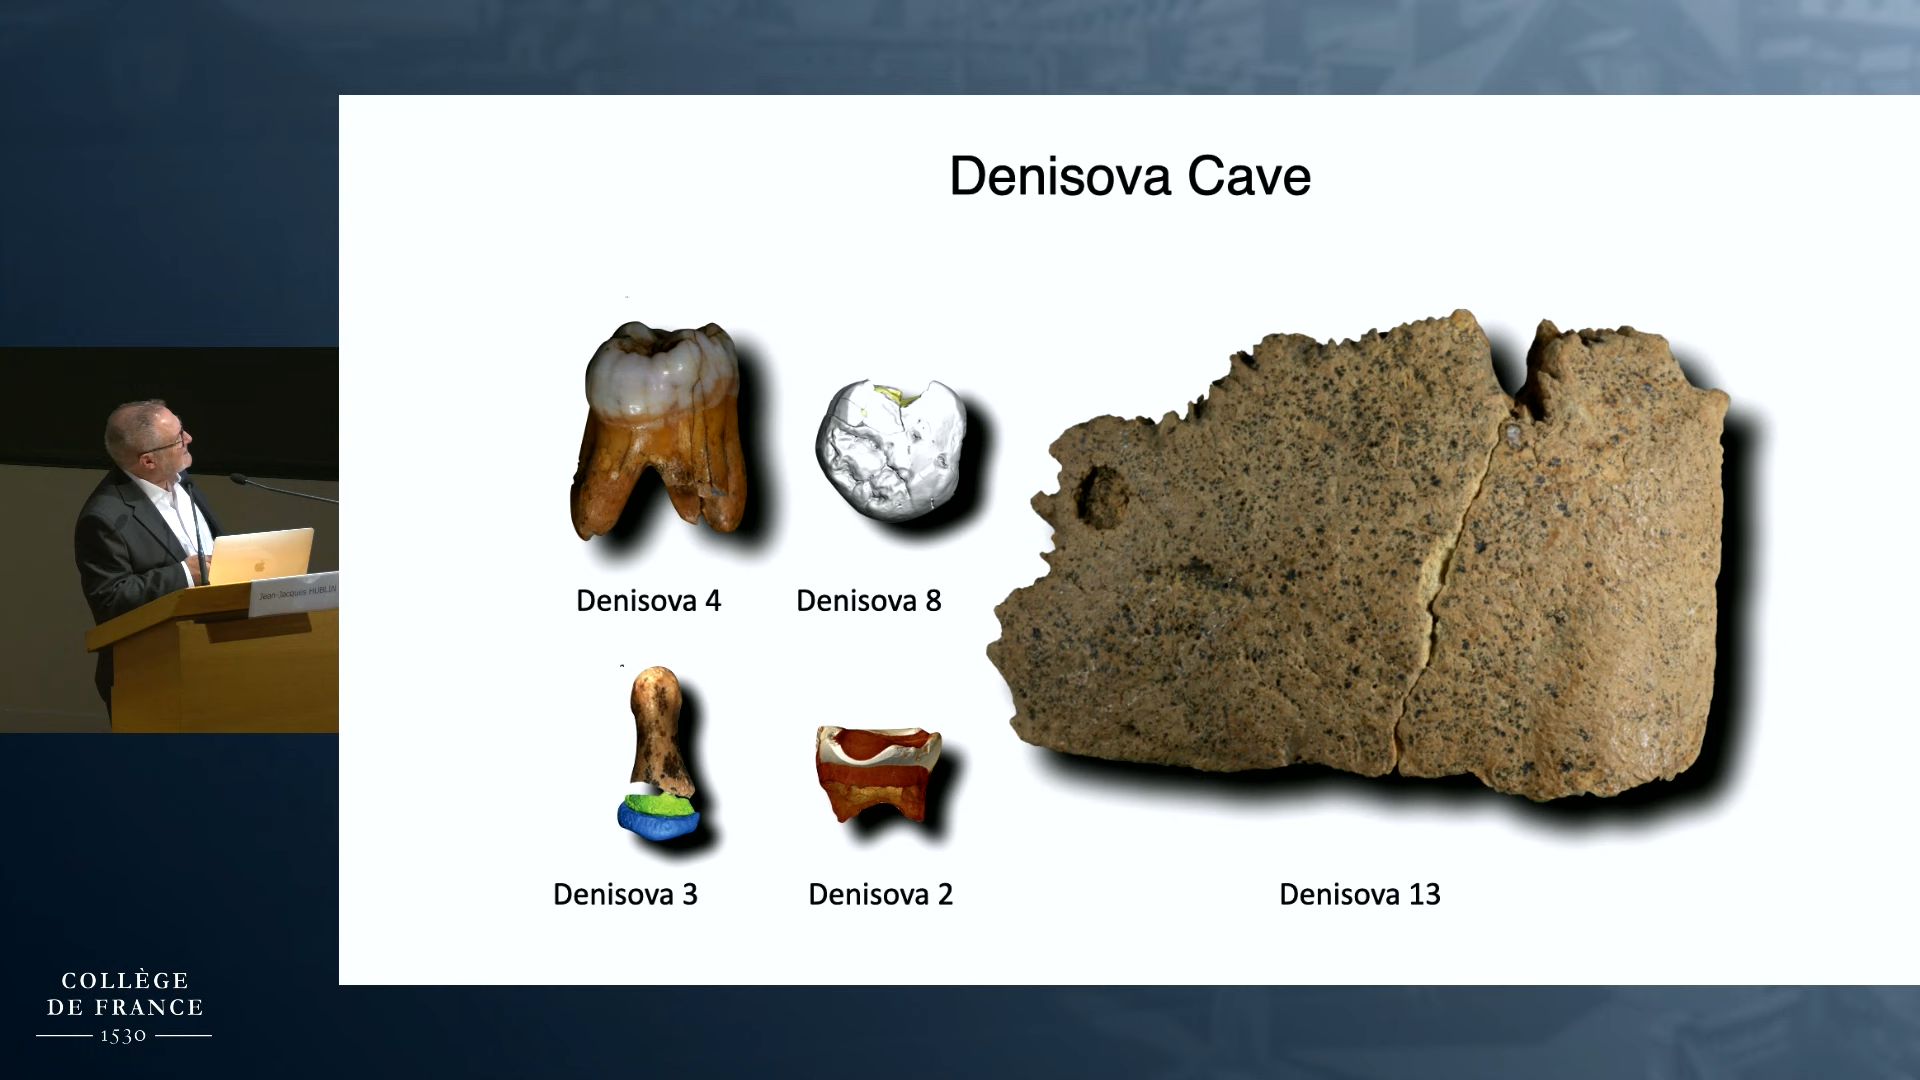 Denisova Cave
Denisova 4
Denisova 8
Denisova 3
Denisova 2
Denisova 13
Jean-Jacques HUBLIN
COLLÈGE
DE FRANCE
1530